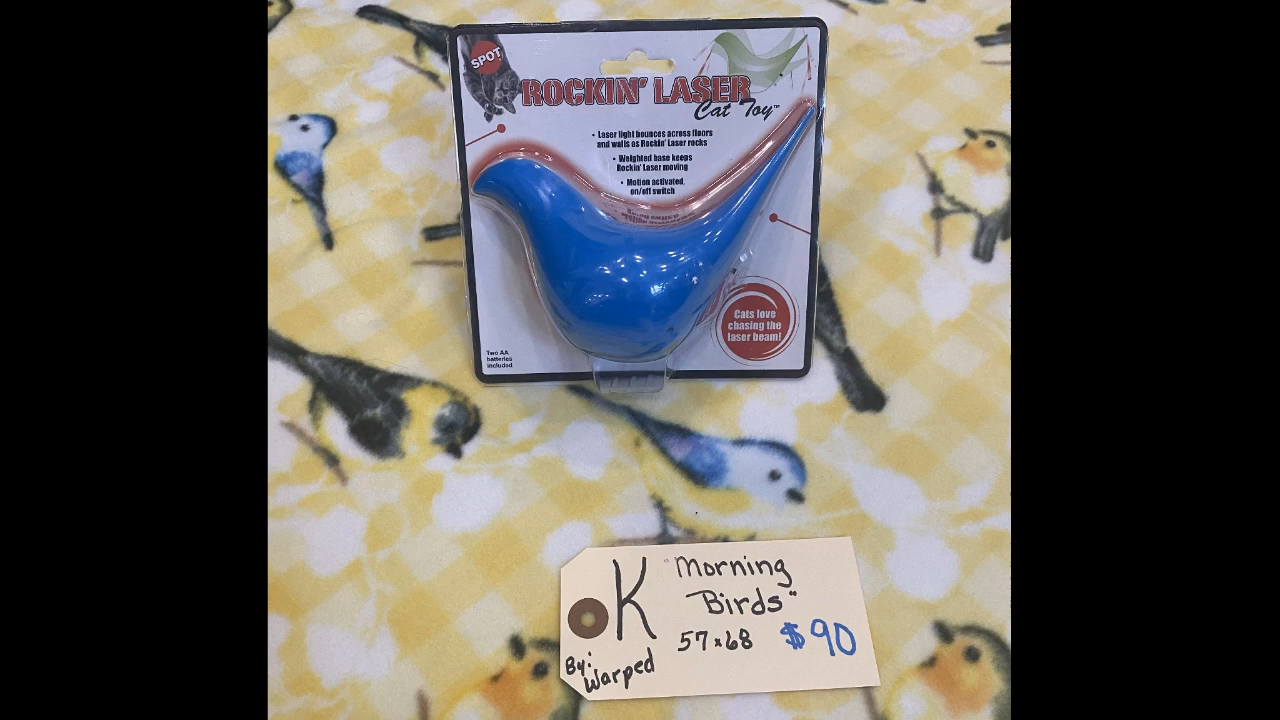 SPOT
ROCKIN' LASER
Cat Toy™
• Laser light bounces across floors
and walls as Rockin' Laser rocks
• Weighted base keeps
Rockin' Laser moving
• Motion activated,
on/off switch
Cats love
chasing the
laser beam!
Two AA
batteries
included
K
"Morning
Birds"
57x68 $90
By:
Warped